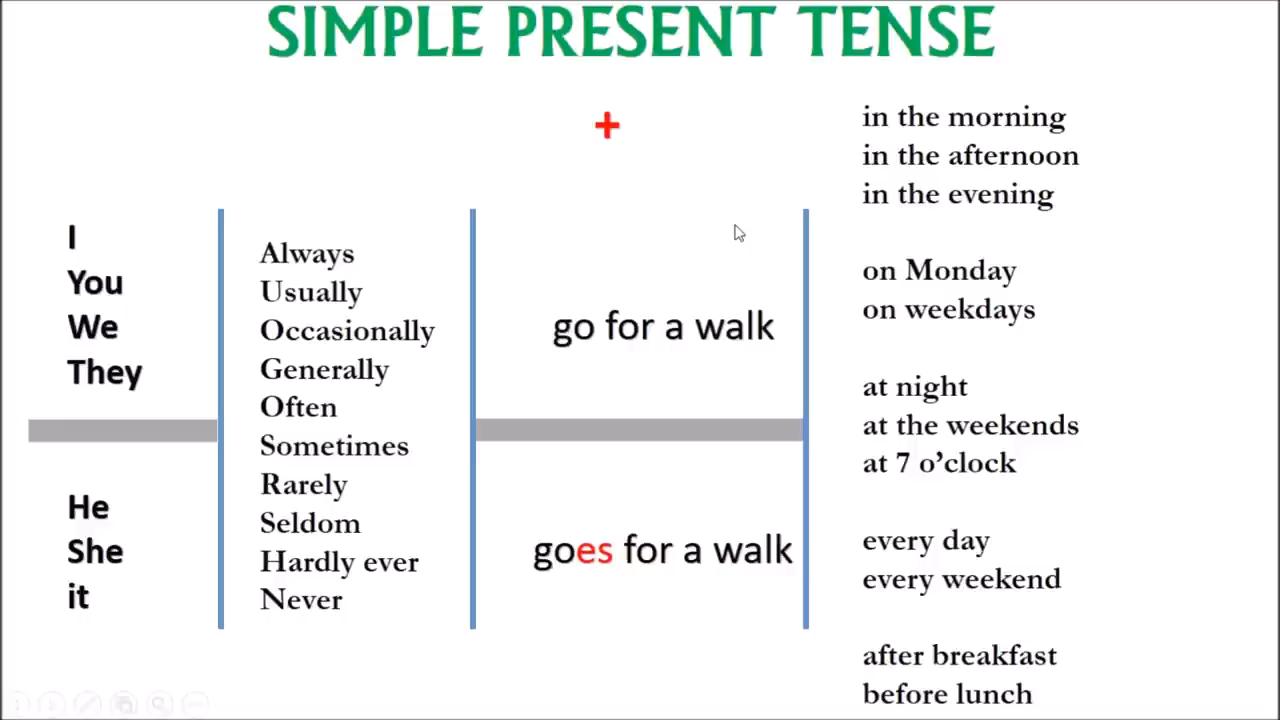 SIMPLE PRESENT TENSE
+
I
You
We
They
He
She
it
Always
Usually
Occasionally
Generally
Often
Sometimes
Rarely
Seldom
Hardly ever
Never
go for a walk
goes for a walk
in the morning
in the afternoon
in the evening
on Monday
on weekdays
at night
at the weekends
at 7 o’clock
every day
every weekend
after breakfast
before lunch